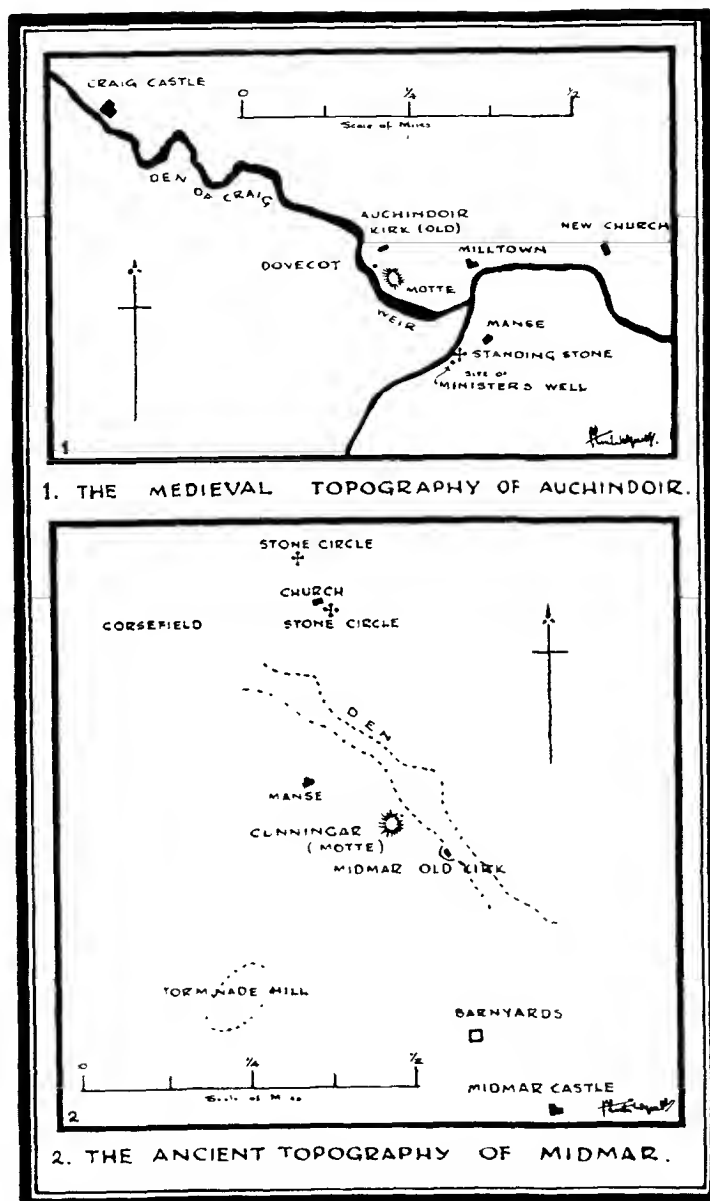 CRAIG CASTLE
0 1/4 1/2
Scale of Miles
DEN
DA CRAIG
AUCHINDOIR
KIRK (OLD)
NEW CHURCH
MILLTOWN
DOVECOT
MOTTE
WEIR
MANSE
STANDING STONE
SITE OF
MINISTERS WELL
1
1. THE MEDIEVAL TOPOGRAPHY OF AUCHINDOIR.
STONE CIRCLE
CHURCH
STONE CIRCLE
CORSEFIELD
DEN
MANSE
CUNNINGAR
(MOTTE)
MIDMAR OLD KIRK
TORMNADE HILL
BARNYARDS
0 1/4 1/2
Scale of
MIDMAR CASTLE
2
2. THE ANCIENT TOPOGRAPHY OF MIDMAR.